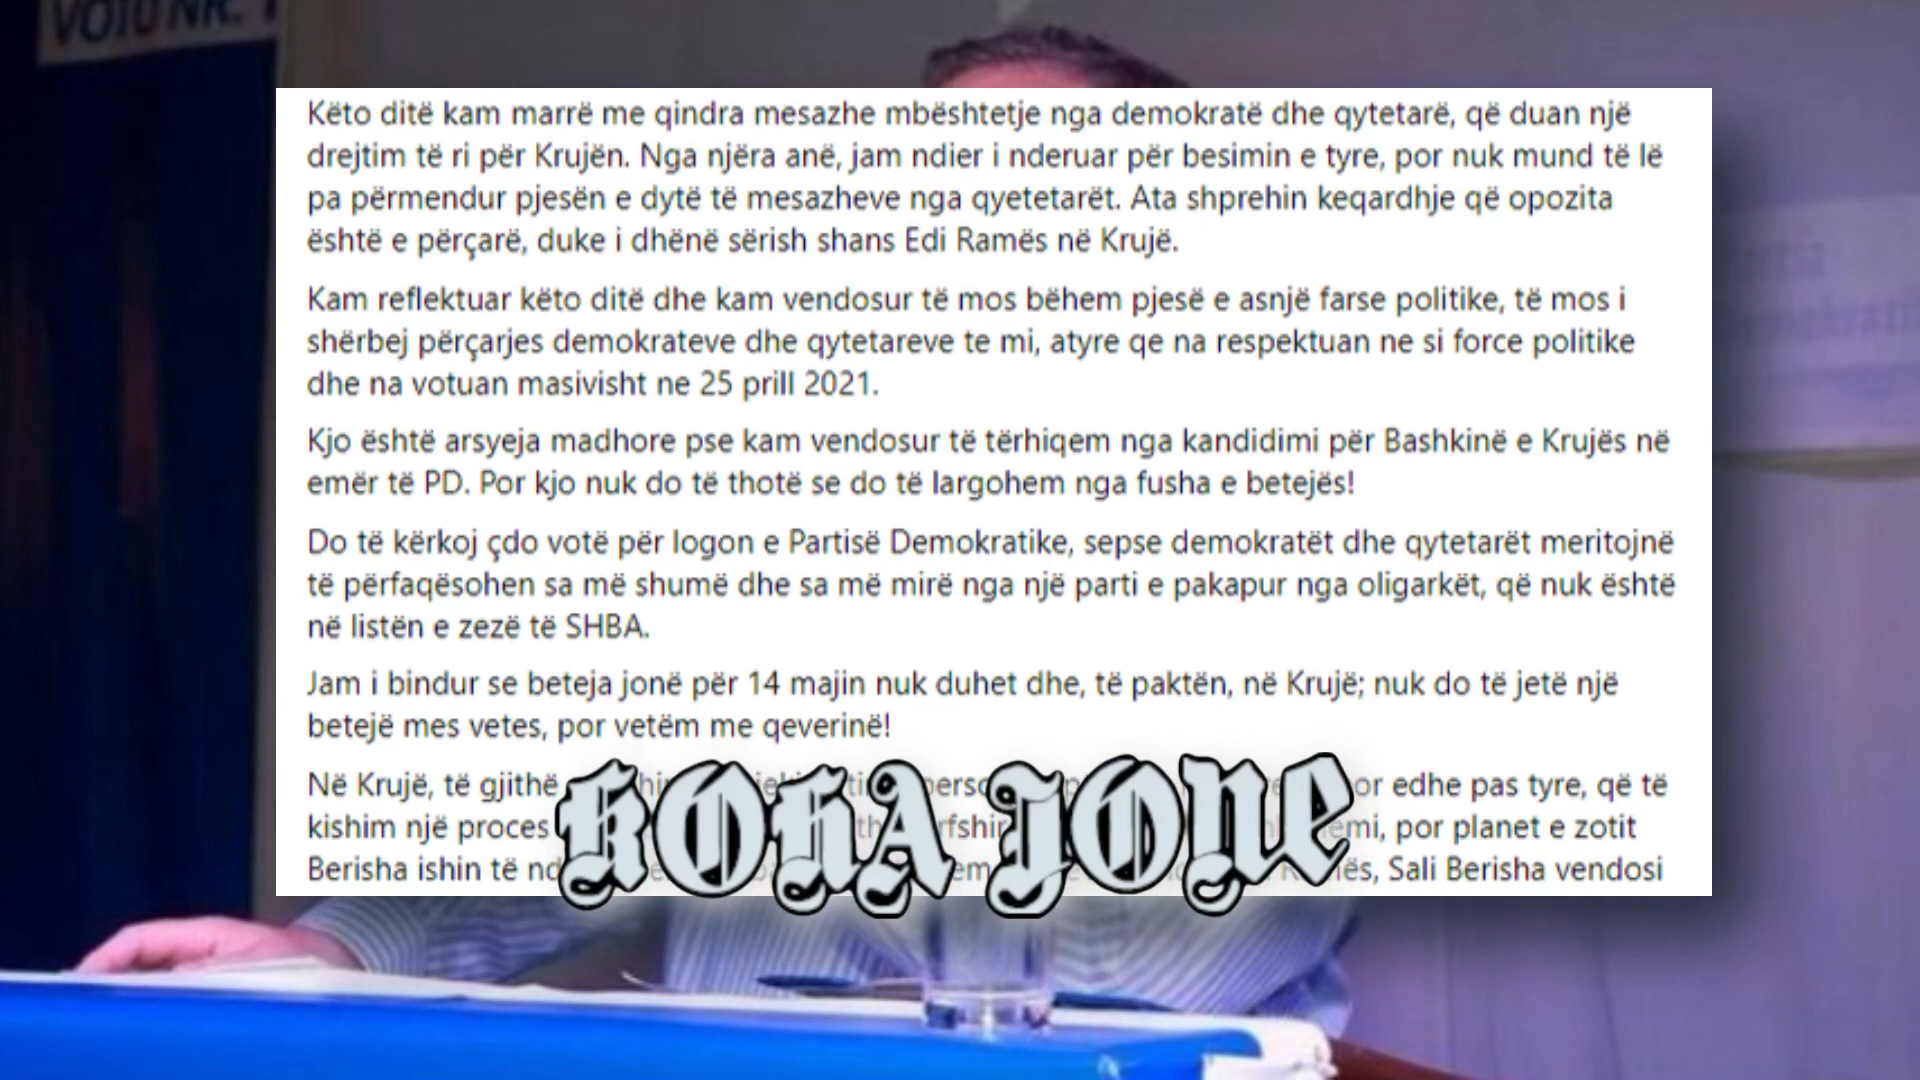 VOTO NR. 1
Këto ditë kam marrë me qindra mesazhe mbështetje nga demokratë dhe qytetarë, që duan një
drejtim të ri për Krujën. Nga njëra anë, jam ndier i nderuar për besimin e tyre, por nuk mund të lë
pa përmendur pjesën e dytë të mesazheve nga qyetetarët. Ata shprehin keqardhje që opozita
është e përçarë, duke i dhënë sërish shans Edi Ramës në Krujë.
Kam reflektuar këto ditë dhe kam vendosur të mos bëhem pjesë e asnjë farse politike, të mos i
shërbej përçarjes demokrateve dhe qytetareve te mi, atyre qe na respektuan ne si force politike
dhe na votuan masivisht ne 25 prill 2021.
Kjo është arsyeja madhore pse kam vendosur të tërhiqem nga kandidimi për Bashkinë e Krujës në
emër të PD. Por kjo nuk do të thotë se do të largohem nga fusha e betejës!
Do të kërkoj çdo votë për logon e Partisë Demokratike, sepse demokratët dhe qytetarët meritojnë
të përfaqësohen sa më shumë dhe sa më mirë nga një parti e pakapur nga oligarkët, që nuk është
në listën e zezë të SHBA.
Jam i bindur se beteja jonë për 14 majin nuk duhet dhe, të paktën, në Krujë; nuk do të jetë një
betejë mes vetes, por vetëm me qeverinë!
Në Krujë, të gjithë or edhe pas tyre, që të
kishim një proces emi, por planet e zotit
Berisha ishin të Sali Berisha vendosi
KOHA JONE